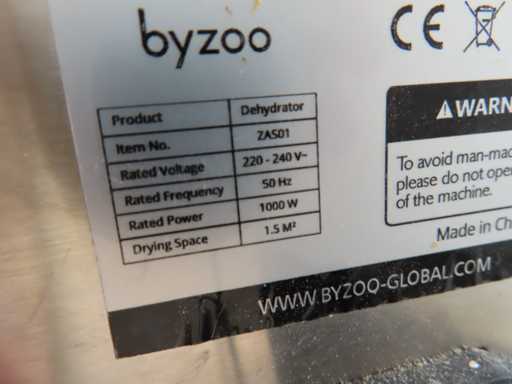 byzoo
CE
Product Dehydrator
Item No. ZAS01
Rated Voltage 220 - 240 V~
Rated Frequency 50 Hz
Rated Power 1000 W
Drying Space 1.5 M²
WARN
To avoid man-mac
please do not ope
of the machine.
Made in Ch
WWW.BYZOO-GLOBAL.COM